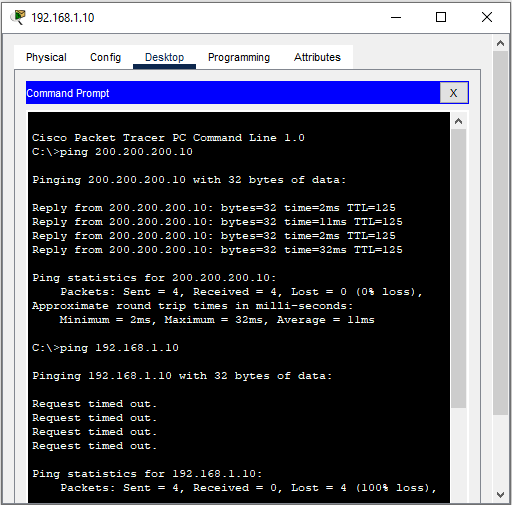 192.168.1.10
Physical Config Desktop Programming Attributes
Command Prompt X
Cisco Packet Tracer PC Command Line 1.0
C:\>ping 200.200.200.10
Pinging 200.200.200.10 with 32 bytes of data:
Reply from 200.200.200.10: bytes=32 time=2ms TTL=125
Reply from 200.200.200.10: bytes=32 time=11ms TTL=125
Reply from 200.200.200.10: bytes=32 time=2ms TTL=125
Reply from 200.200.200.10: bytes=32 time=32ms TTL=125
Ping statistics for 200.200.200.10:
Packets: Sent = 4, Received = 4, Lost = 0 (0% loss),
Approximate round trip times in milli-seconds:
Minimum = 2ms, Maximum = 32ms, Average = 11ms
C:\>ping 192.168.1.10
Pinging 192.168.1.10 with 32 bytes of data:
Request timed out.
Request timed out.
Request timed out.
Request timed out.
Ping statistics for 192.168.1.10:
Packets: Sent = 4, Received = 0, Lost = 4 (100% loss),